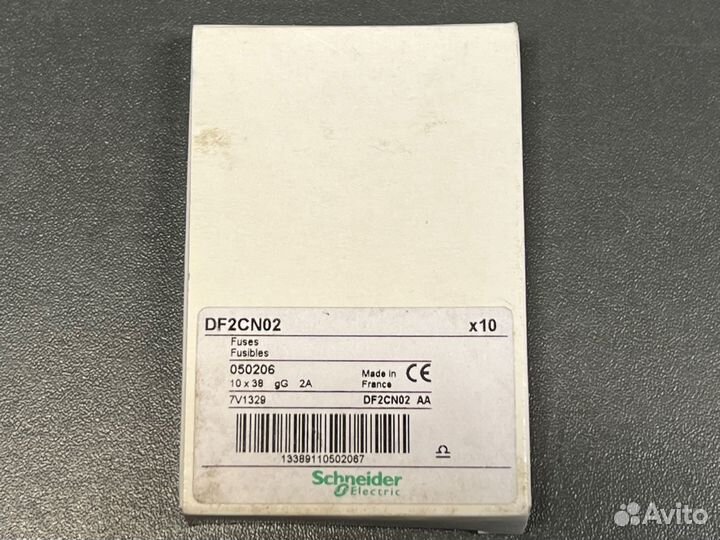 DF2CN02 x10
Fuses
Fusibles
050206
10 x 38 gG 2A
Made in
France
CE
7V1329 DF2CN02 AA
13389110502067
Schneider
Electric
Avito